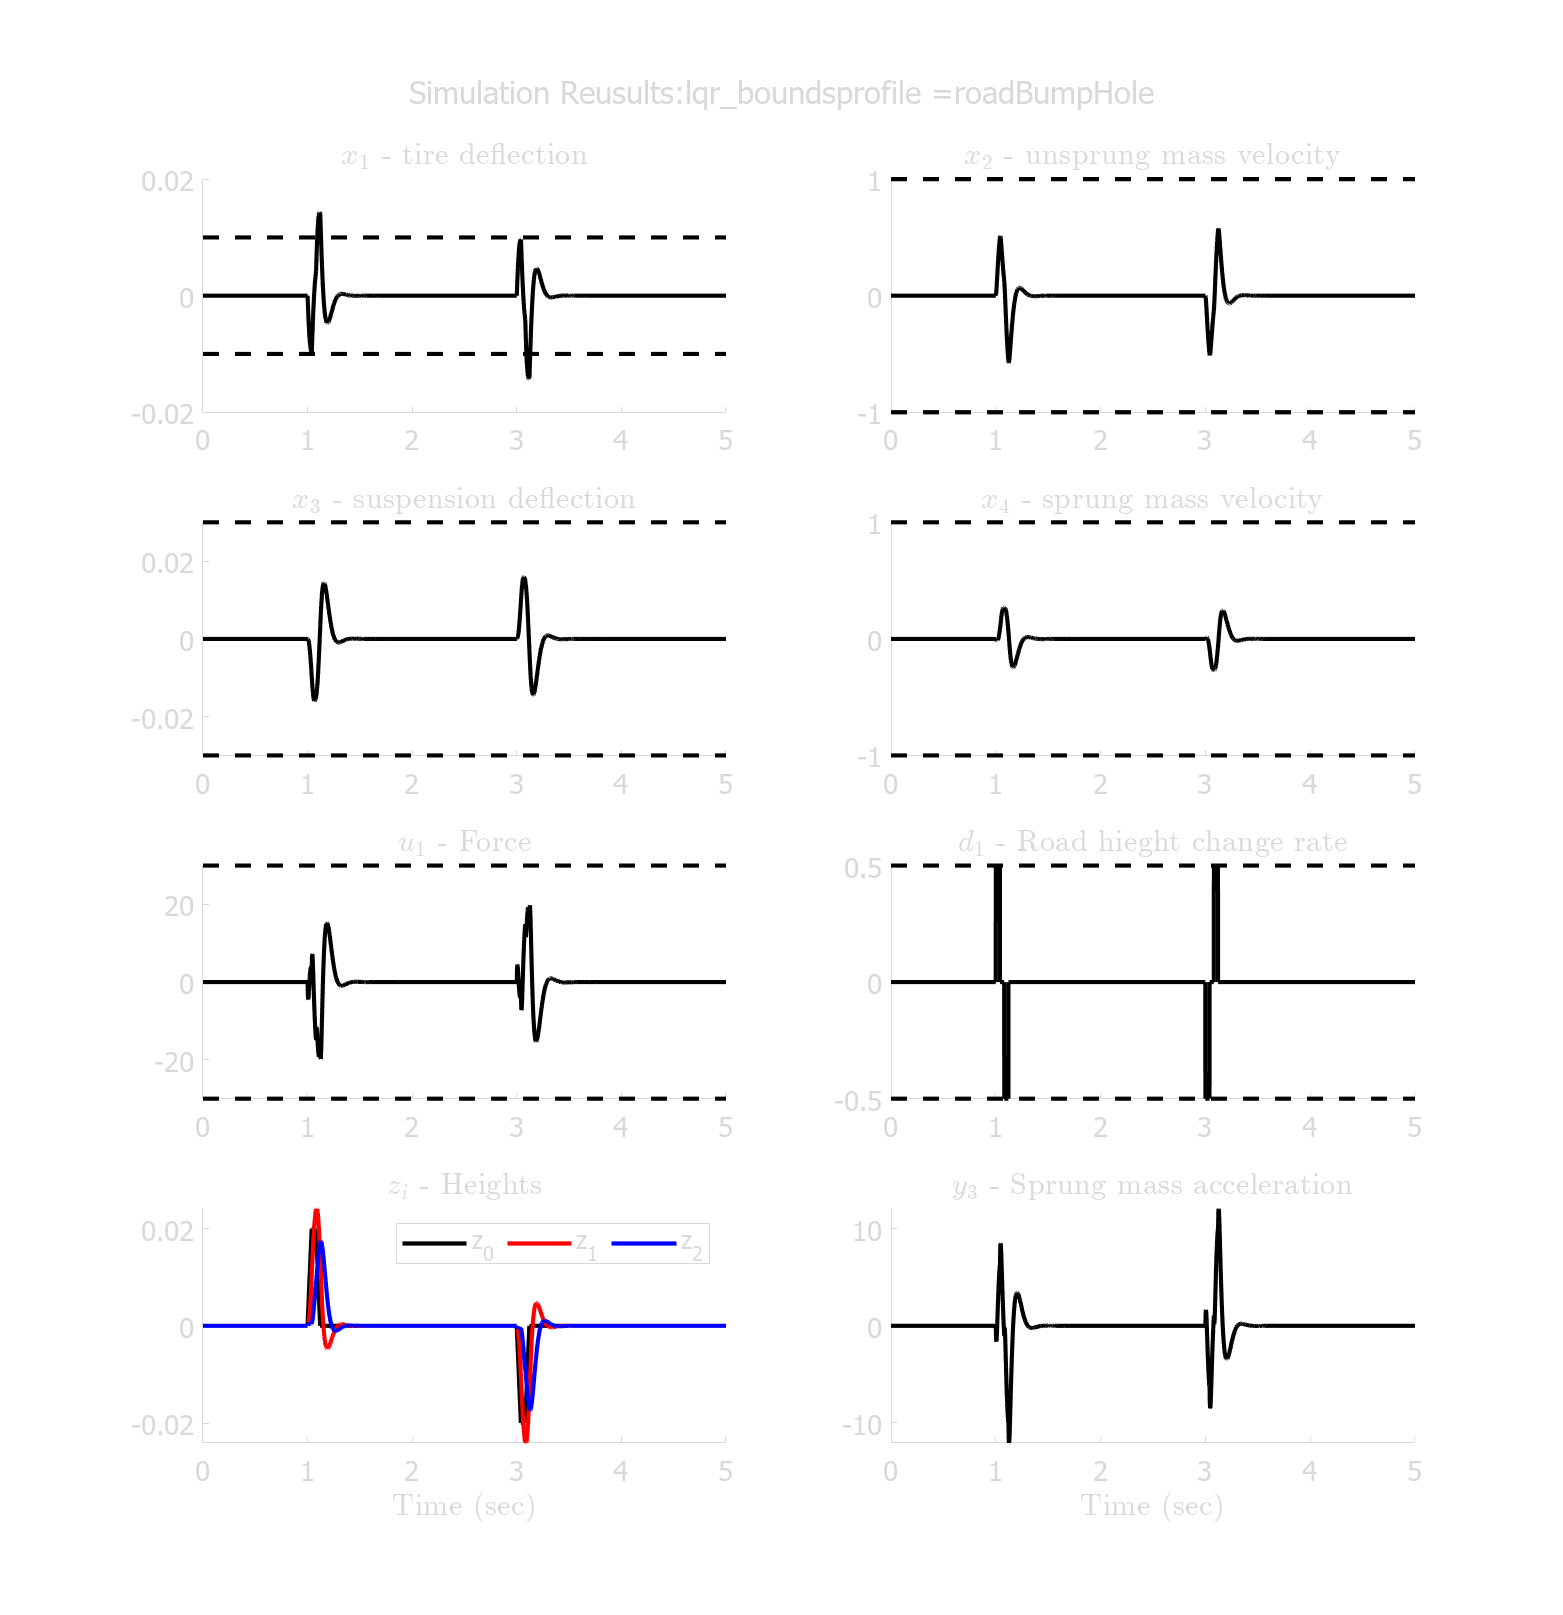 Simulation Reusults:lqr_boundsprofile =roadBumpHole
x₁ - tire deflection
0.02
0
-0.02
0 1 2 3 4 5
x₂ - unsprung mass velocity
1
0
-1
0 1 2 3 4 5
x₃ - suspension deflection
0.02
0
-0.02
0 1 2 3 4 5
x₄ - sprung mass velocity
1
0
-1
0 1 2 3 4 5
u₁ - Force
20
0
-20
0 1 2 3 4 5
d₁ - Road hieght change rate
0.5
0
-0.5
0 1 2 3 4 5
zᵢ - Heights
0.02
0
-0.02
z₀ z₁ z₂
0 1 2 3 4 5
Time (sec)
y₃ - Sprung mass acceleration
10
0
-10
0 1 2 3 4 5
Time (sec)